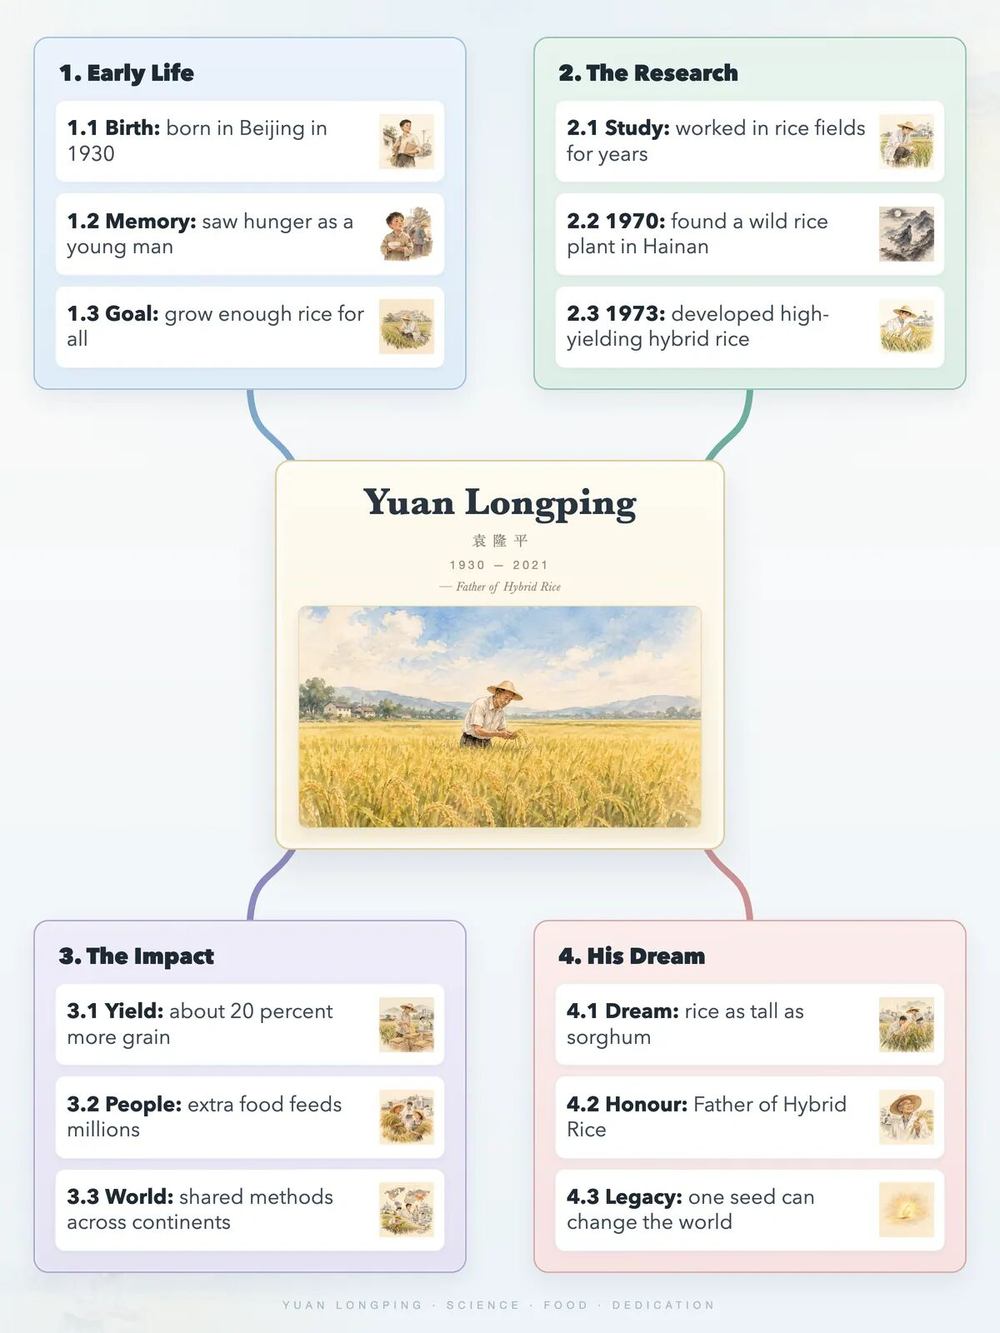 1. Early Life
1.1 Birth: born in Beijing in
1930
1.2 Memory: saw hunger as a
young man
1.3 Goal: grow enough rice for
all
2. The Research
2.1 Study: worked in rice fields
for years
2.2 1970: found a wild rice
plant in Hainan
2.3 1973: developed high-
yielding hybrid rice
Yuan Longping
袁隆平
1930 — 2021
— Father of Hybrid Rice
3. The Impact
3.1 Yield: about 20 percent
more grain
3.2 People: extra food feeds
millions
3.3 World: shared methods
across continents
4. His Dream
4.1 Dream: rice as tall as
sorghum
4.2 Honour: Father of Hybrid
Rice
4.3 Legacy: one seed can
change the world
YUAN LONGPING · SCIENCE · FOOD · DEDICATION